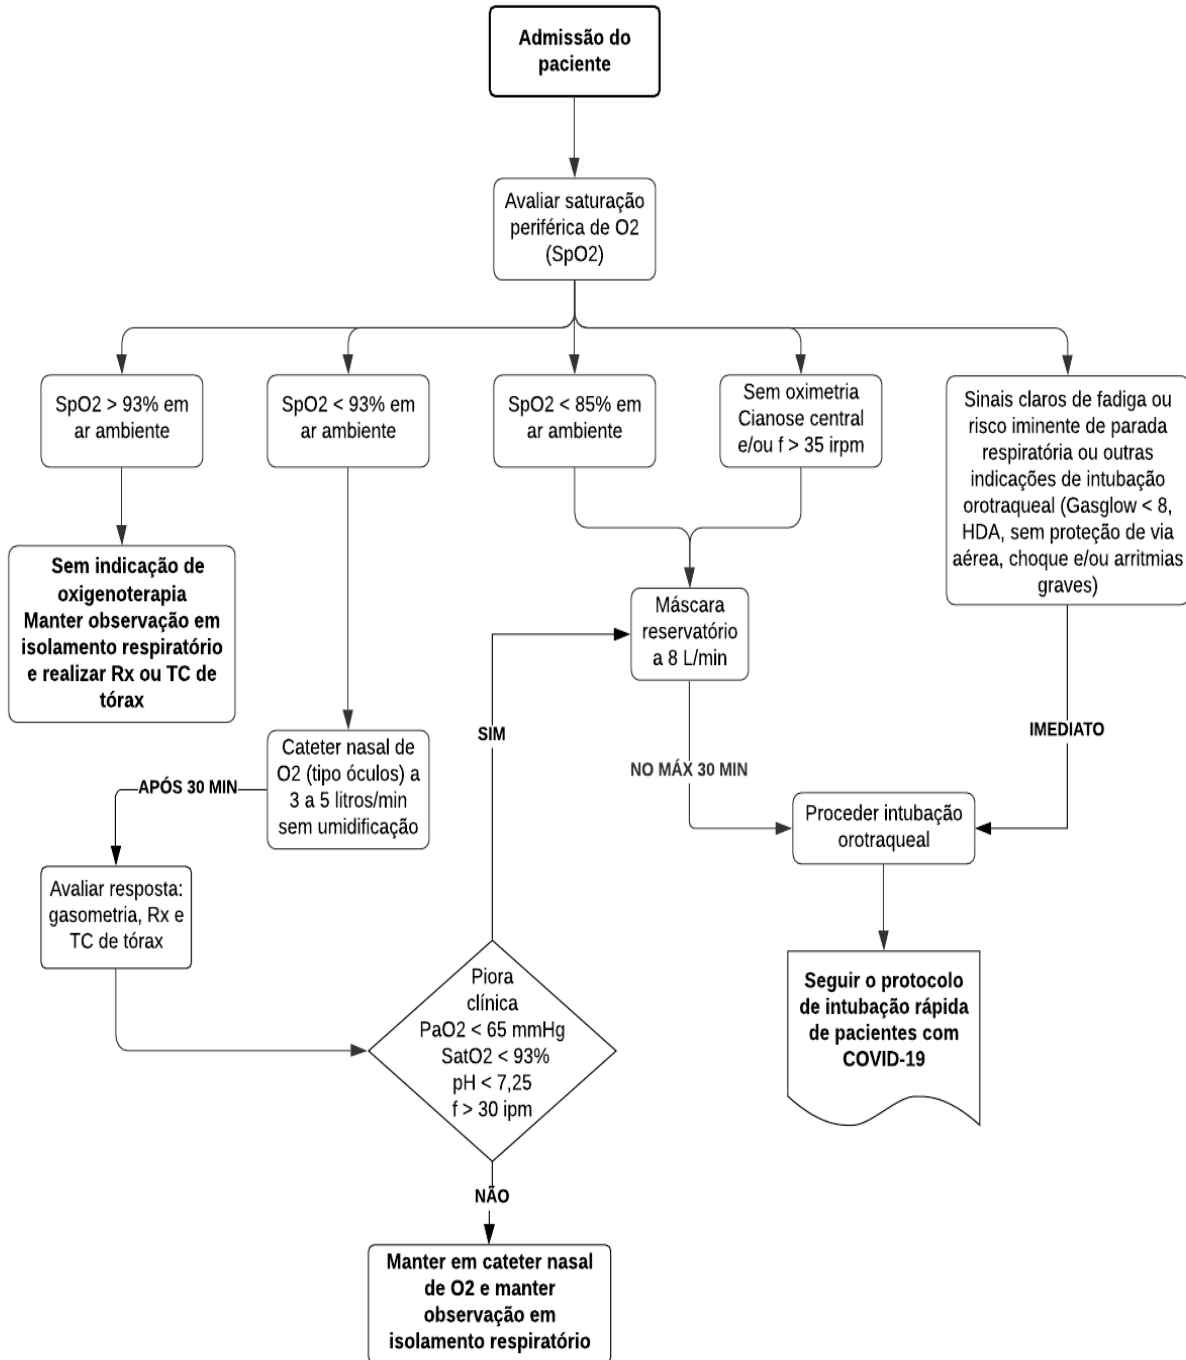 Admissão do
paciente
Avaliar saturação
periférica de O2
(SpO2)
SpO2 > 93% em
ar ambiente
SpO2 < 93% em
ar ambiente
SpO2 < 85% em
ar ambiente
Sem oximetria
Cianose central
e/ou f > 35 irpm
Sinais claros de fadiga ou
risco iminente de parada
respiratória ou outras
indicações de intubação
orotraqueal (Gasglow < 8,
HDA, sem proteção de via
aérea, choque e/ou arritmias
graves)
Sem indicação de
oxigenoterapia
Manter observação em
isolamento respiratório
e realizar Rx ou TC de
tórax
Máscara
reservatório
a 8 L/min
SIM
IMEDIATO
Cateter nasal de
O2 (tipo óculos) a
3 a 5 litros/min
sem umidificação
APÓS 30 MIN
NO MÁX 30 MIN
Proceder intubação
orotraqueal
Avaliar resposta:
gasometria, Rx e
TC de tórax
Piora
clínica
PaO2 < 65 mmHg
SatO2 < 93%
pH < 7,25
f > 30 ipm
Seguir o protocolo
de intubação rápida
de pacientes com
COVID-19
NÃO
Manter em cateter nasal
de O2 e manter
observação em
isolamento respiratório